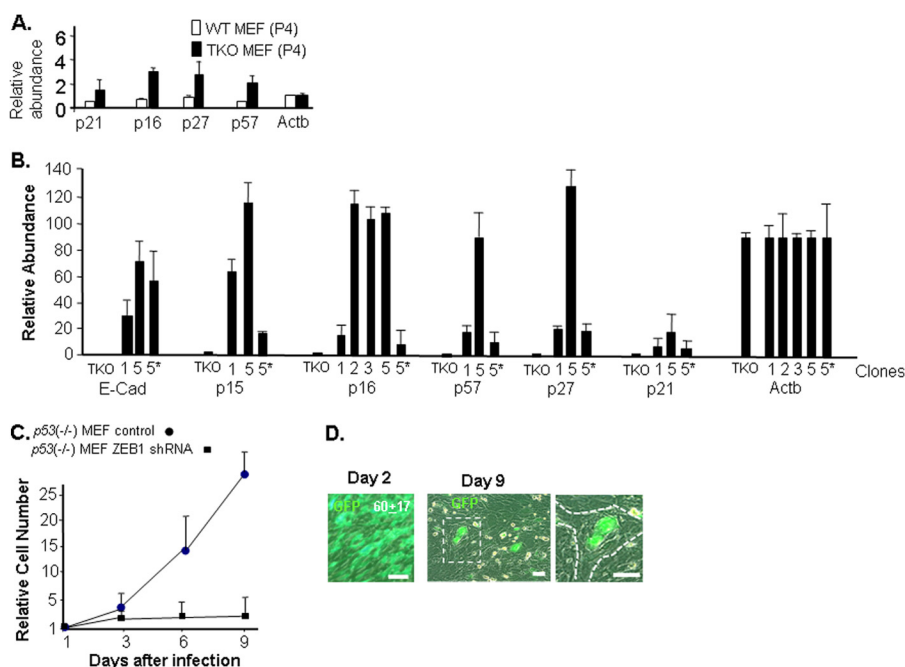 A.
WT MEF (P4)
TKO MEF (P4)
Relative abundance
6
4
2
0
p21 p16 p27 p57 Actb
B.
Relative Abundance
140
120
100
80
60
40
20
0
TKO 1 5 5* TKO 1 5 5* TKO 1 2 3 5 5* TKO 1 5 5* TKO 1 5 5* TKO 1 5 5* TKO 1 2 3 5 5* Clones
E-Cad p15 p16 p57 p27 p21 Actb
C.
p53(-/-) MEF control
p53(-/-) MEF ZEB1 shRNA
Relative Cell Number
25
20
15
10
5
1
1 3 6 9
Days after infection
D.
Day 2 Day 9
GFP 60±17 GFP